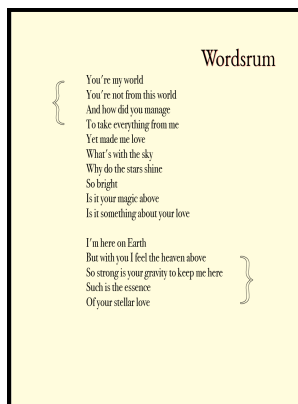 Wordsrum
You're my world
You're not from this world
And how did you manage
To take everything from me
Yet made me love
What's with the sky
Why do the stars shine
So bright
Is it your magic above
Is it something about your love
I'm here on Earth
But with you I feel the heaven above
So strong is your gravity to keep me here
Such is the essence
Of your stellar love